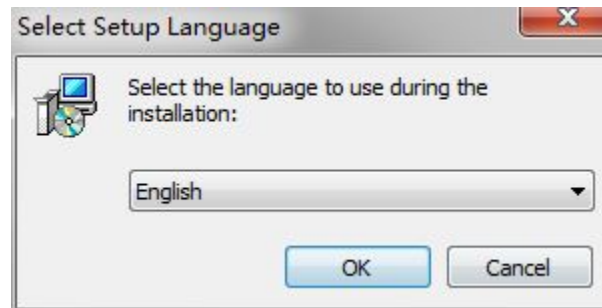 Select Setup Language
Select the language to use during the
installation:
English
OK
Cancel